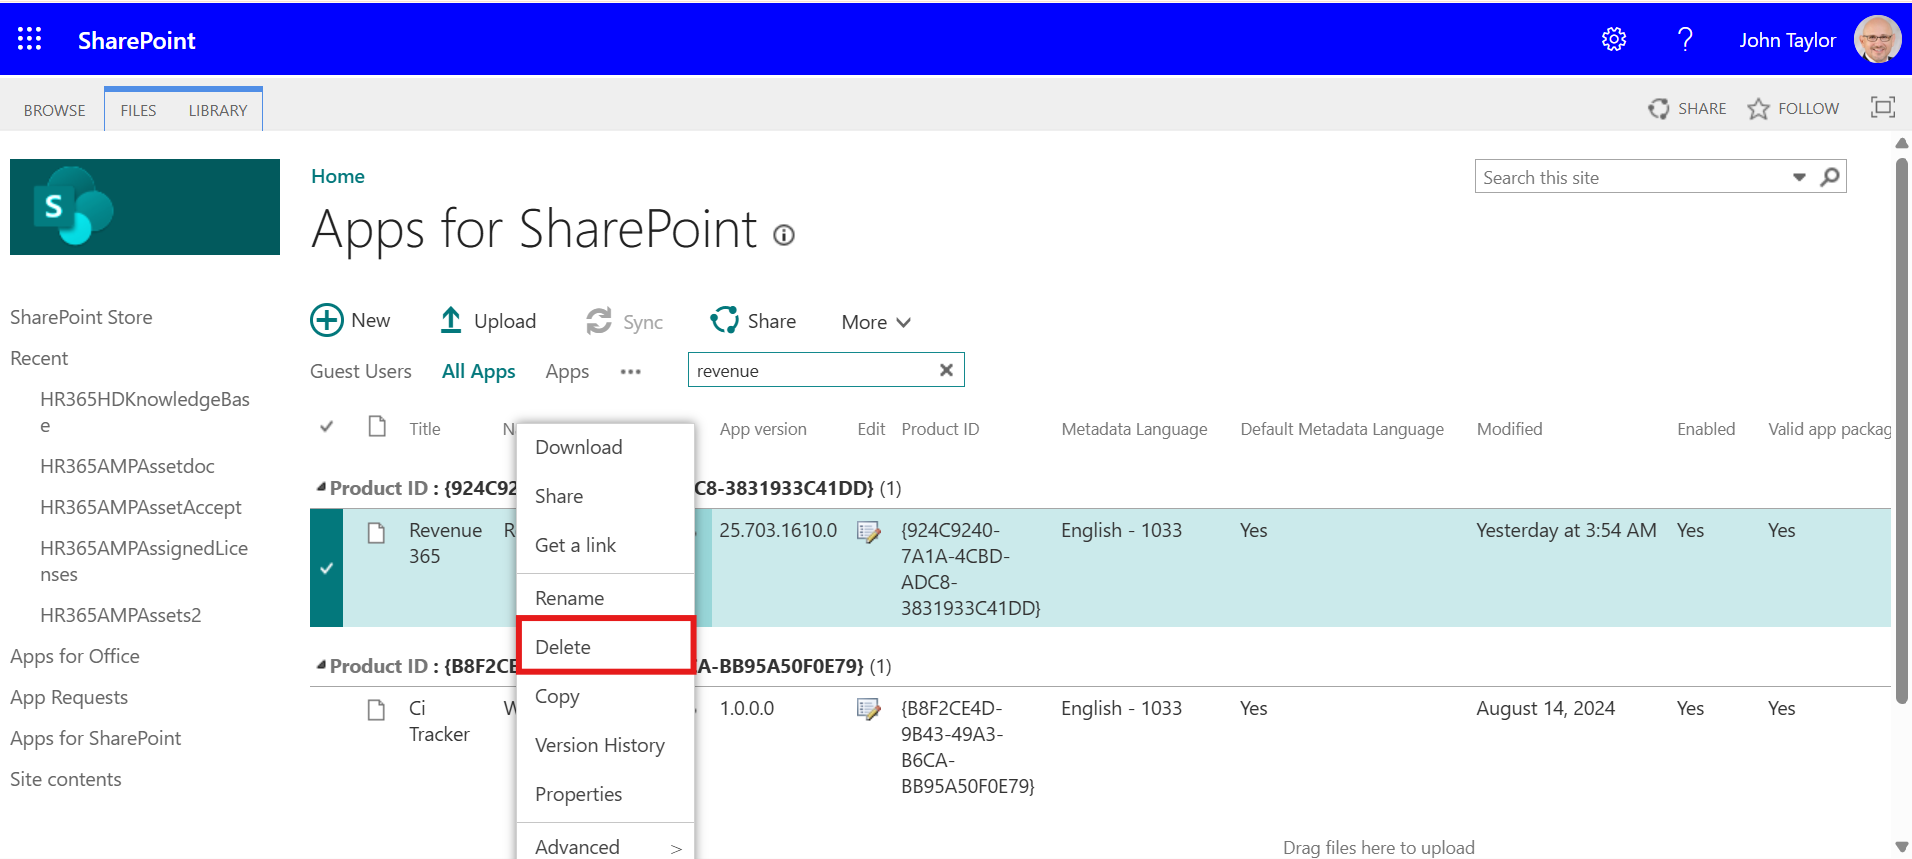 SharePoint
John Taylor
BROWSE FILES LIBRARY
SHARE FOLLOW
S
Home
Search this site
Apps for SharePoint
New Upload Sync Share More
Guest Users All Apps Apps ••• revenue
SharePoint Store
Recent
HR365HDKnowledgeBas
e
HR365AMPAssetdoc
HR365AMPAssetAccept
HR365AMPAssignedLice
nses
HR365AMPAssets2
Apps for Office
App Requests
Apps for SharePoint
Site contents
Title App version Edit Product ID Metadata Language Default Metadata Language Modified Enabled Valid app packag
Product ID : {924C92 C8-3831933C41DD} (1)
Revenue 25.703.1610.0 {924C9240- English - 1033 Yes Yesterday at 3:54 AM Yes Yes
365 7A1A-4CBD-
ADC8-
3831933C41DD}
Product ID : {B8F2CE CA-BB95A50F0E79} (1)
Ci 1.0.0.0 {B8F2CE4D- English - 1033 Yes August 14, 2024 Yes Yes
Tracker 9B43-49A3-
B6CA-
BB95A50F0E79}
Download
Share
Get a link
Rename
Delete
Copy
Version History
Properties
Advanced >
Drag files here to upload